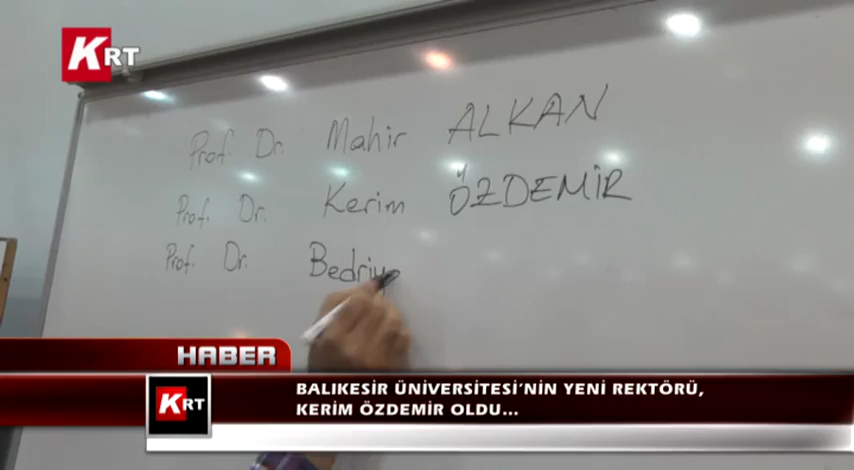 KRT
Prof. Dr. Mahir ALKAN
Prof. Dr. Kerim ÖZDEMİR
Prof. Dr. Bedriye
HABER
KRT
BALIKESİR ÜNİVERSİTESİ'NİN YENİ REKTÖRÜ,
KERİM ÖZDEMİR OLDU...